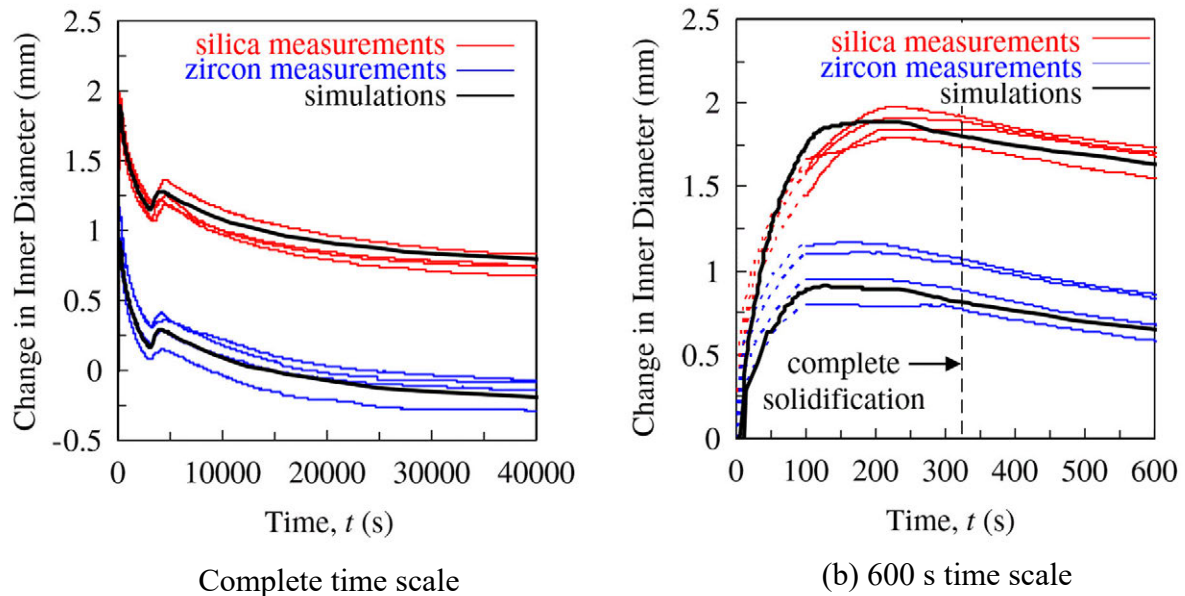 2.5
2
1.5
1
0.5
0
-0.5
Change in Inner Diameter (mm)
silica measurements
zircon measurements
simulations
0
10000
20000
30000
40000
Time, t (s)
Complete time scale
2.5
2
1.5
1
0.5
0
Change in Inner Diameter (mm)
silica measurements
zircon measurements
simulations
complete
solidification
0
100
200
300
400
500
600
Time, t (s)
(b) 600 s time scale